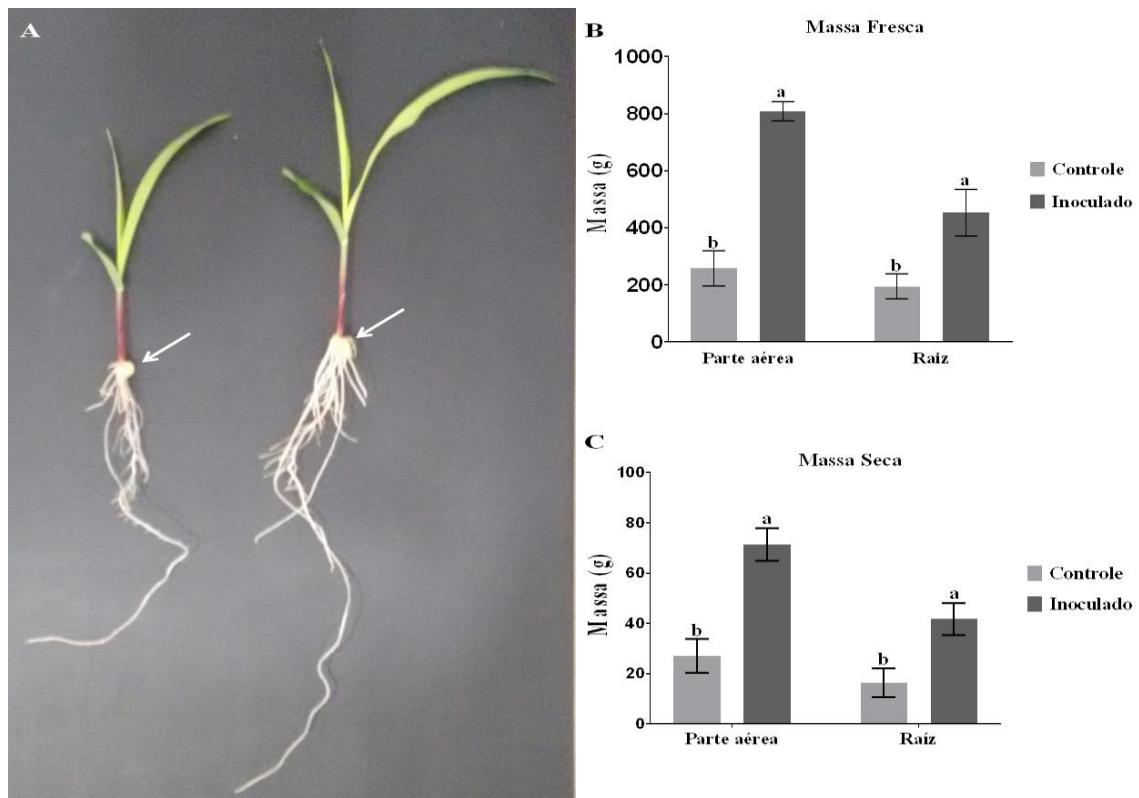 A
B
Massa Fresca
1000
800
600
400
200
0
Massa (g)
b
a
b
a
Parte aérea
Raiz
Controle
Inoculado
C
Massa Seca
100
80
60
40
20
0
Massa (g)
b
a
b
a
Parte aérea
Raíz
Controle
Inoculado